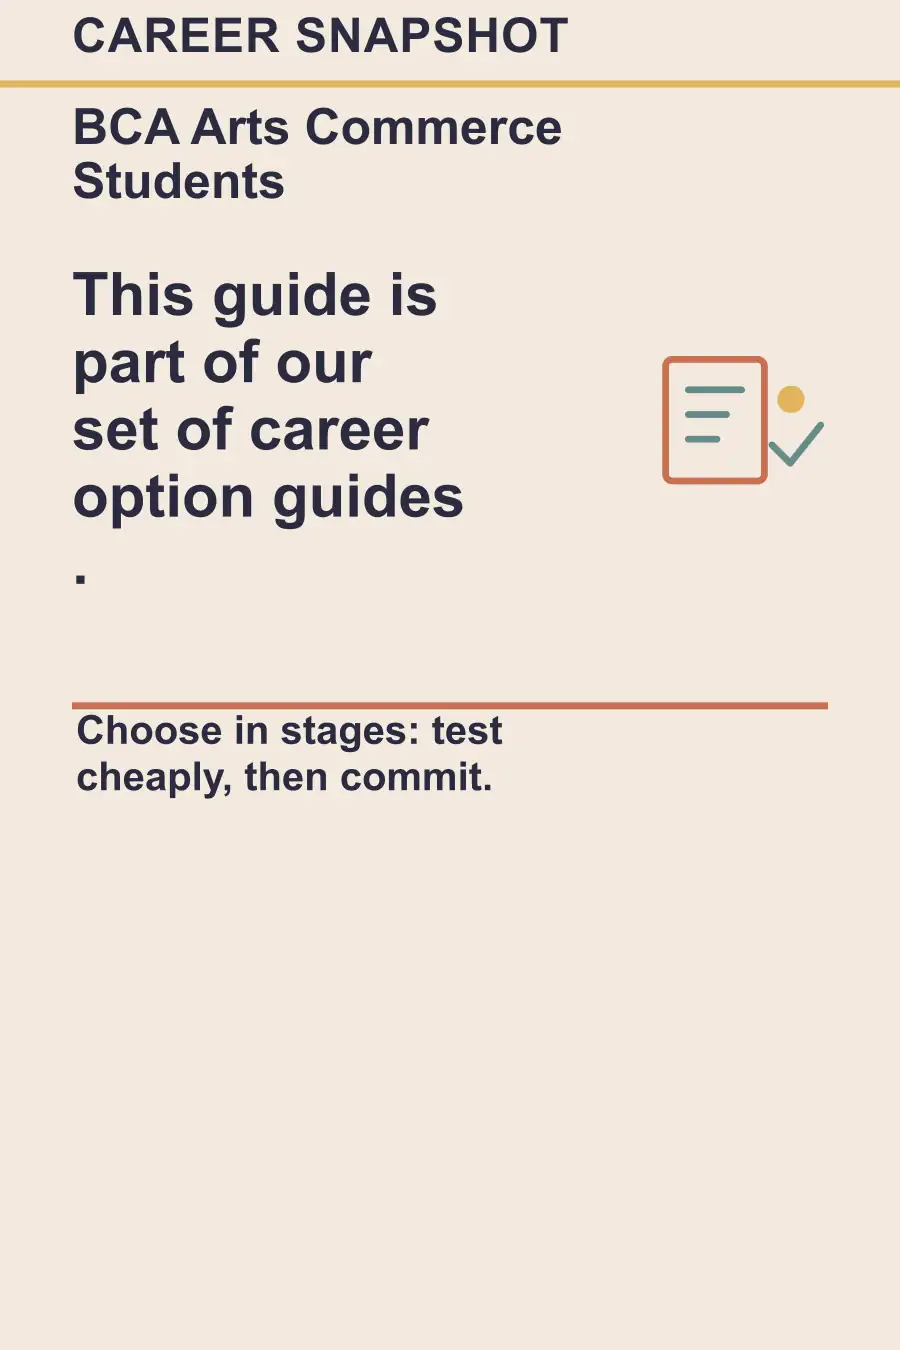 CAREER SNAPSHOT
BCA Arts Commerce
Students
This guide is
part of our
set of career
option guides
.
Choose in stages: test
cheaply, then commit.